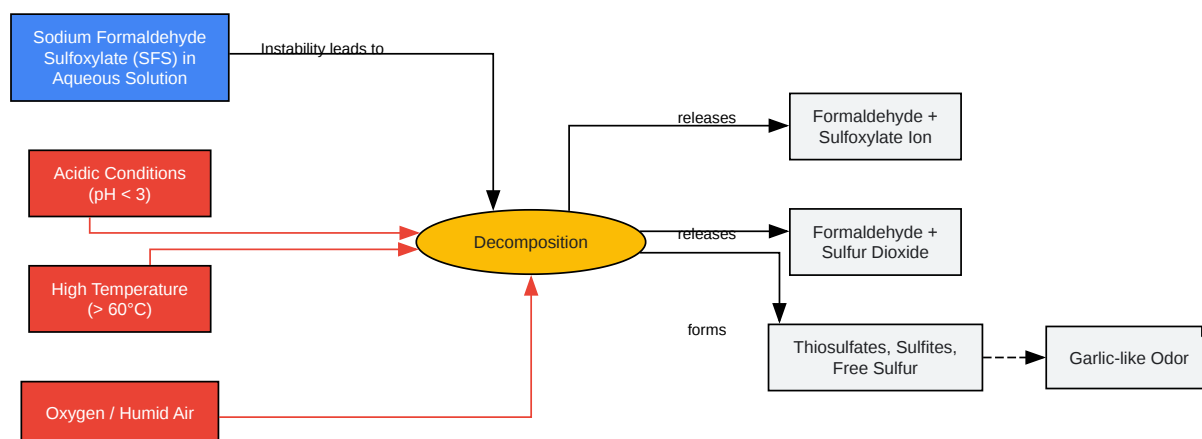 Sodium Formaldehyde
Sulfoxylate (SFS) in
Aqueous Solution
Instability leads to
Acidic Conditions
(pH < 3)
High Temperature
(> 60°C)
Oxygen / Humid Air
Decomposition
releases
Formaldehyde +
Sulfoxylate Ion
releases
Formaldehyde +
Sulfur Dioxide
forms
Thiosulfates, Sulfites,
Free Sulfur
Garlic-like Odor